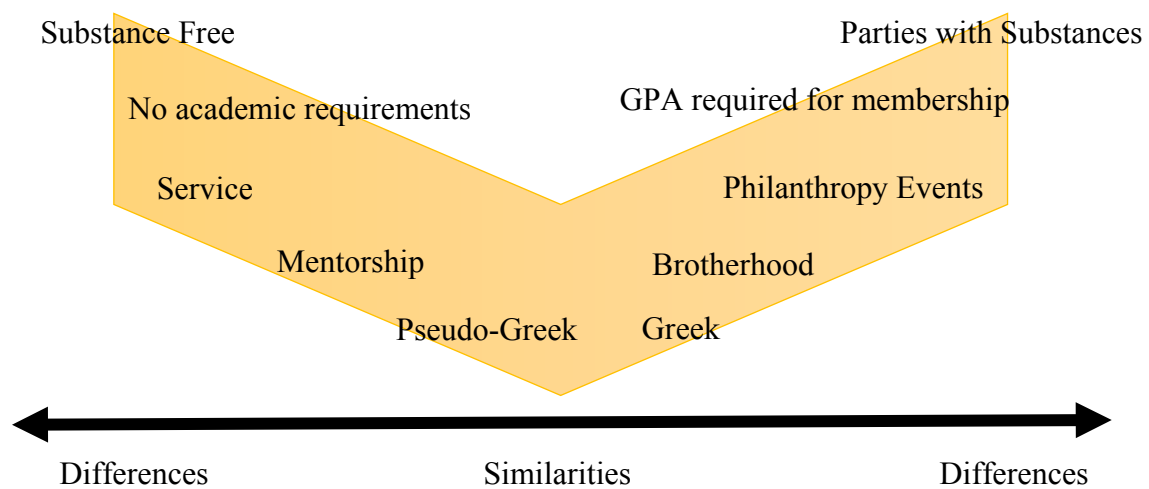 Substance Free
Parties with Substances
No academic requirements
GPA required for membership
Service
Philanthropy Events
Mentorship
Brotherhood
Pseudo-Greek
Greek
Differences
Similarities
Differences